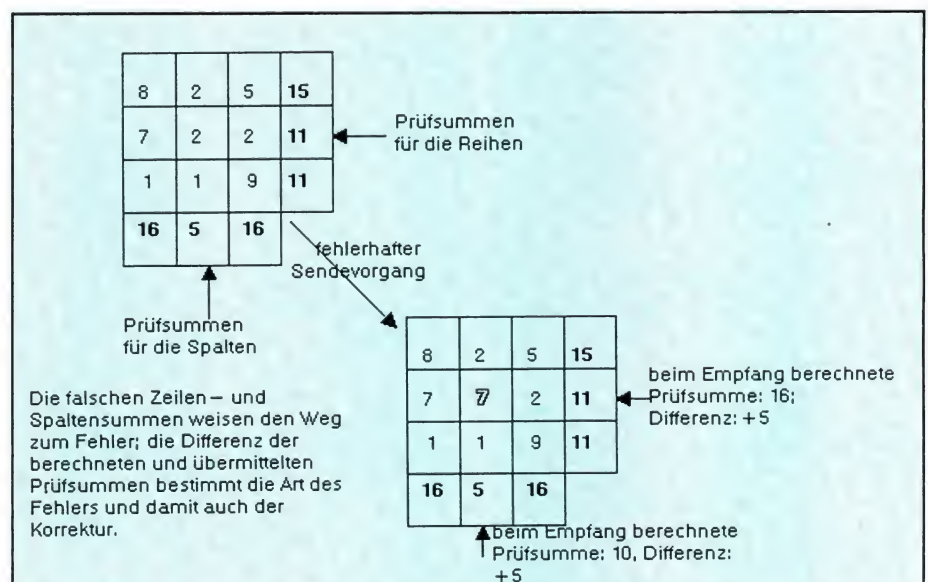 8 2 5 15
7 2 2 11
1 1 9 11
16 5 16
Prüfsummen
für die Reihen
fehlerhafter
Sendevorgang
Prüfsummen
für die Spalten
Die falschen Zeilen– und
Spaltensummen weisen den Weg
zum Fehler; die Differenz der
berechneten und übermittelten
Prüfsummen bestimmt die Art des
Fehlers und damit auch der
Korrektur.
8 2 5 15
7 7 2 11
1 1 9 11
16 5 16
beim Empfang berechnete
Prüfsumme: 16;
Differenz: +5
beim Empfang berechnete
Prüfsumme: 10, Differenz:
+5